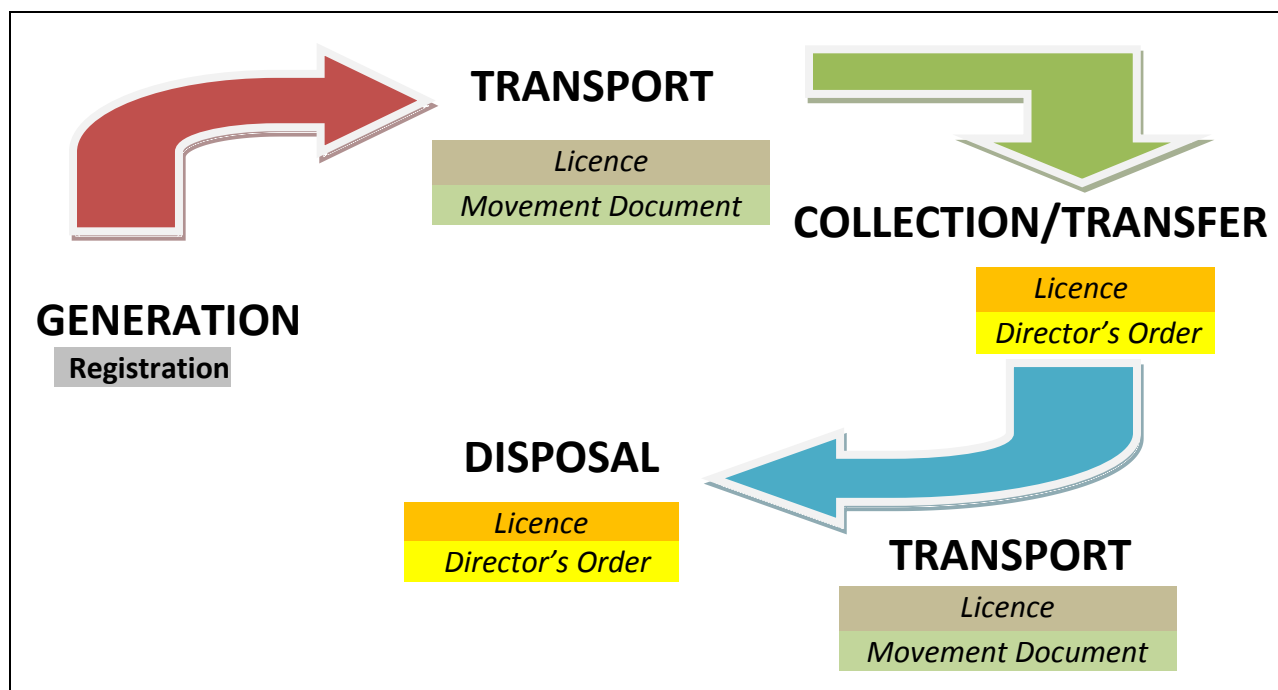 TRANSPORT
Licence
Movement Document
COLLECTION/TRANSFER
Licence
Director’s Order
GENERATION
Registration
DISPOSAL
Licence
Director’s Order
TRANSPORT
Licence
Movement Document